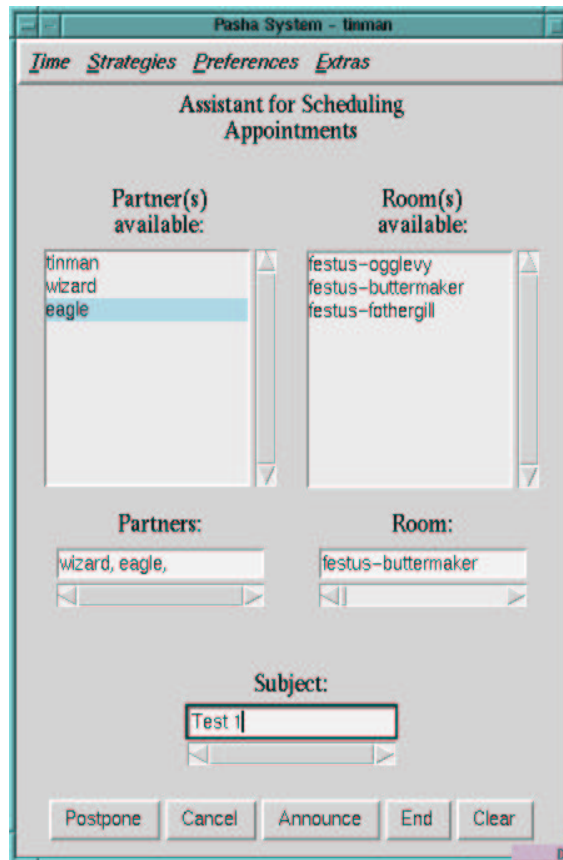 Pasha System - tinman
Time Strategies Preferences Extras
Assistant for Scheduling
Appointments
Partner(s)
available:
Room(s)
available:
tinman
wizard
eagle
festus-ogglevy
festus-buttermaker
festus-fothergill
Partners:
Room:
wizard, eagle,
festus-buttermaker
Subject:
Test 1
Postpone Cancel Announce End Clear